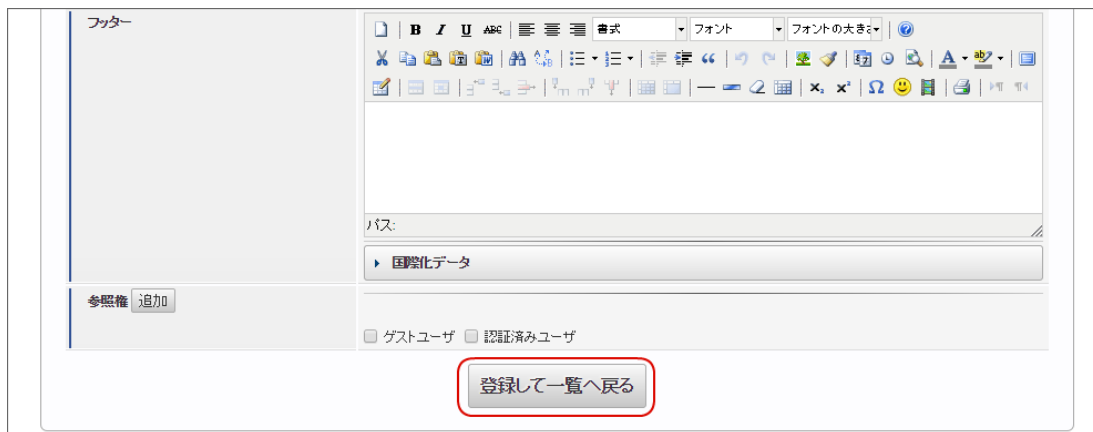 フッター
B I U ABC 書式 フォント フォントの大きさ
パス:
国際化データ
参照権 追加
ゲストユーザ 認証済みユーザ
登録して一覧へ戻る